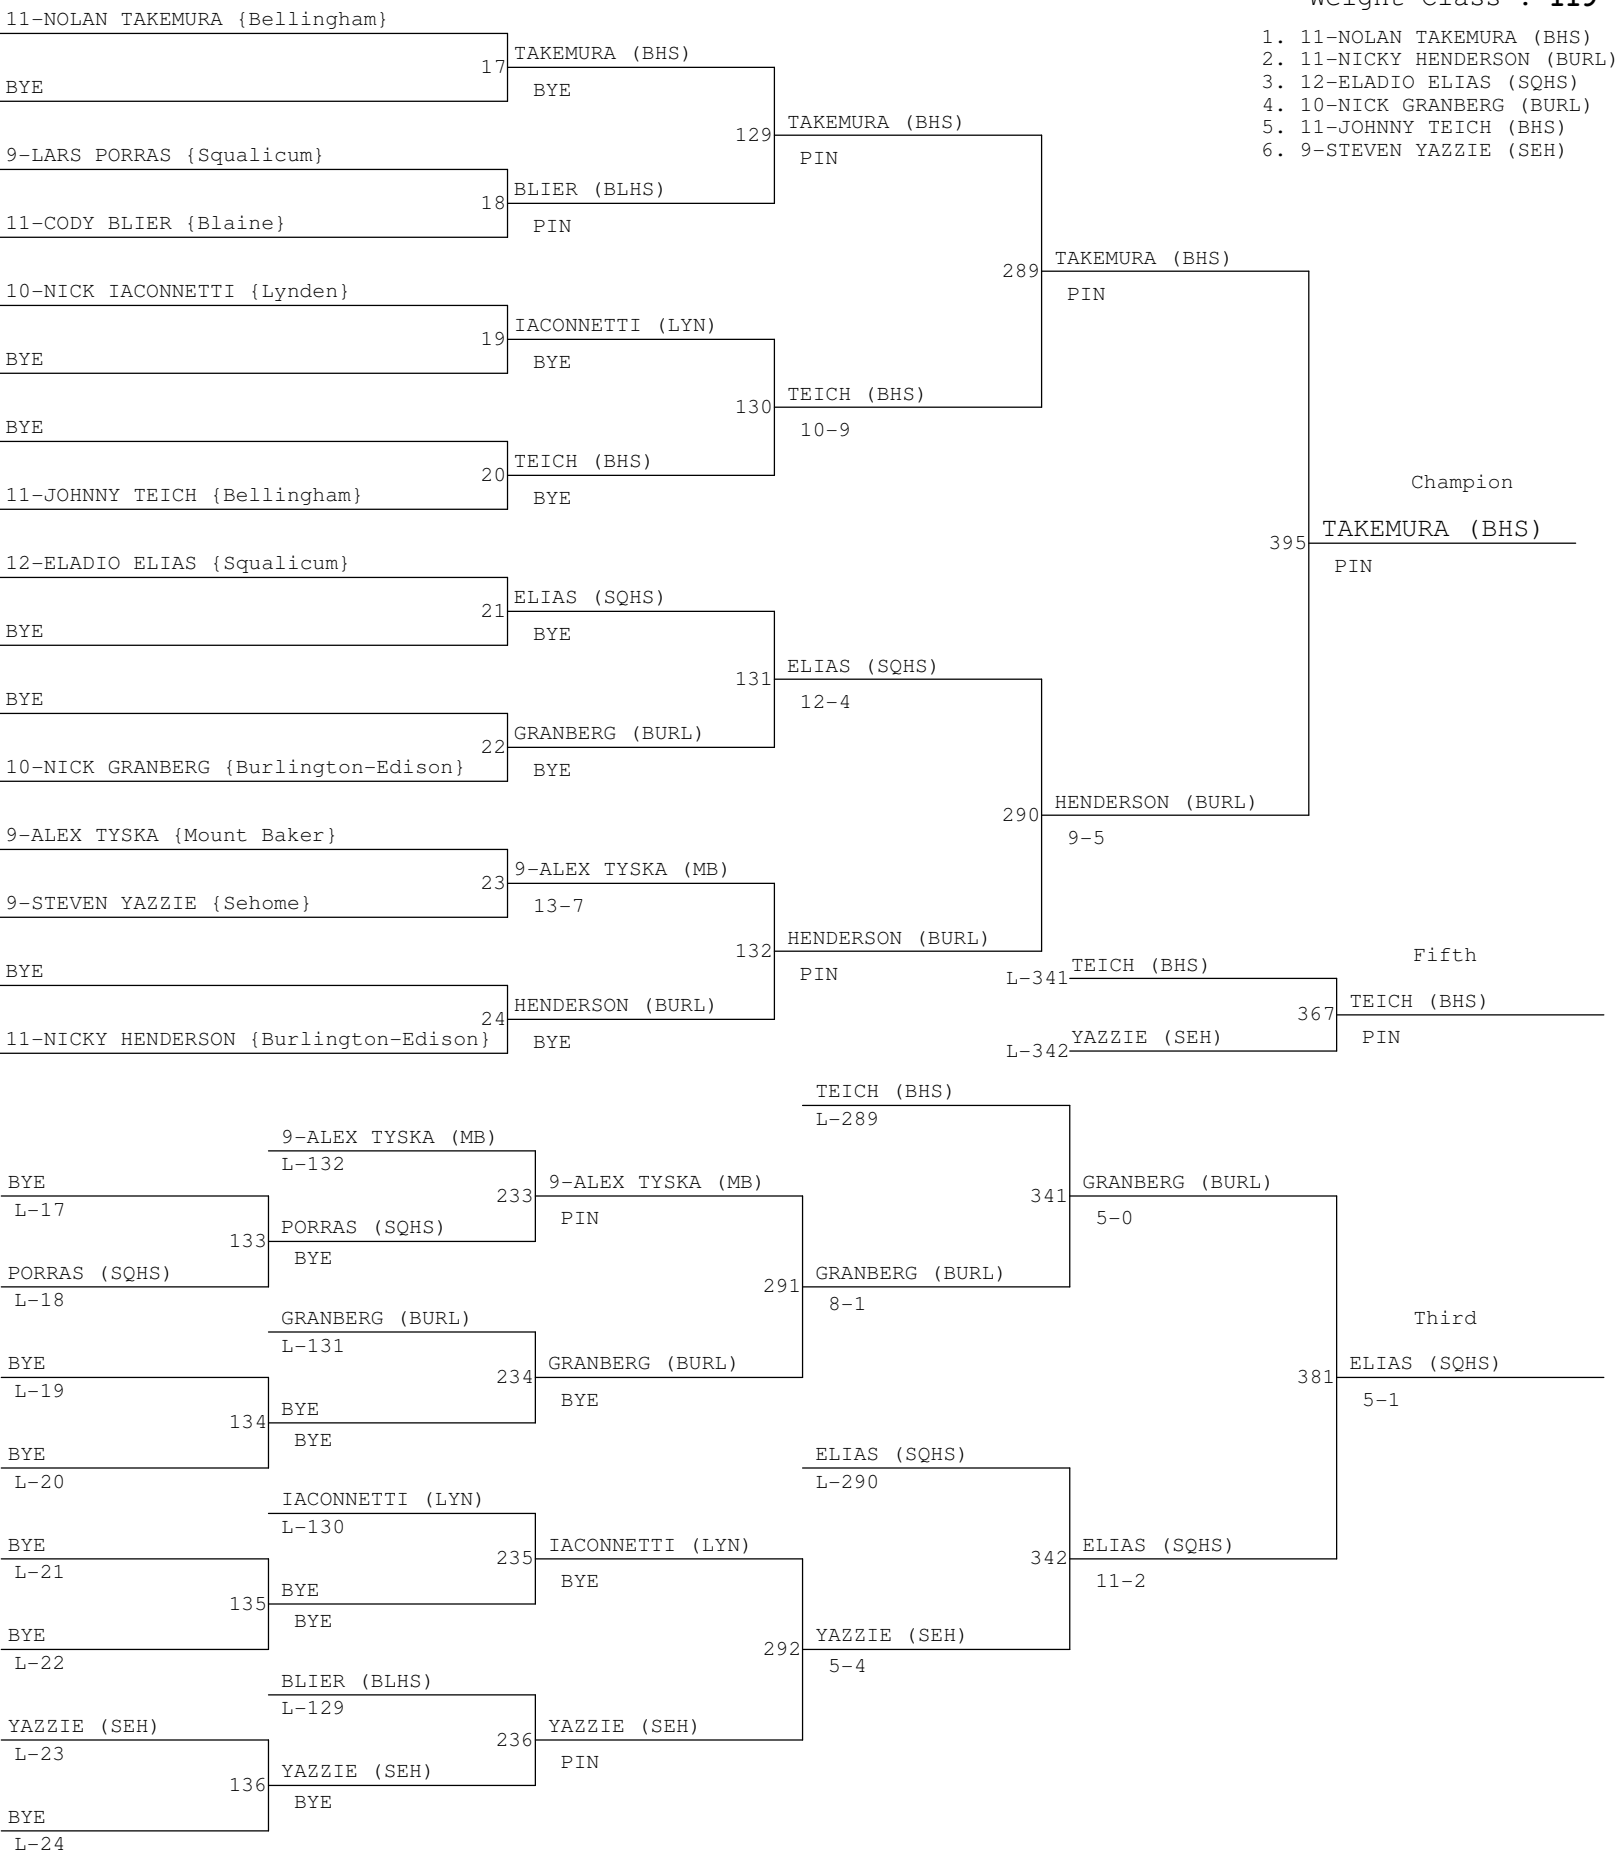 Weight Class : 119
1. 11-NOLAN TAKEMURA (BHS)
2. 11-NICKY HENDERSON (BURL)
3. 12-ELADIO ELIAS (SQHS)
4. 10-NICK GRANBERG (BURL)
5. 11-JOHNNY TEICH (BHS)
6. 9-STEVEN YAZZIE (SEH)
11-NOLAN TAKEMURA {Bellingham}
BYE
9-LARS PORRAS {Squalicum}
11-CODY BLIER {Blaine}
10-NICK IACONNETTI {Lynden}
BYE
BYE
11-JOHNNY TEICH {Bellingham}
12-ELADIO ELIAS {Squalicum}
BYE
BYE
10-NICK GRANBERG {Burlington-Edison}
9-ALEX TYSKA {Mount Baker}
9-STEVEN YAZZIE {Sehome}
BYE
11-NICKY HENDERSON {Burlington-Edison}
17 TAKEMURA (BHS)
BYE
18 BLIER (BLHS)
PIN
19 IACONNETTI (LYN)
BYE
20 TEICH (BHS)
BYE
21 ELIAS (SQHS)
BYE
22 GRANBERG (BURL)
BYE
23 9-ALEX TYSKA (MB)
13-7
24 HENDERSON (BURL)
BYE
129 TAKEMURA (BHS)
PIN
130 TEICH (BHS)
10-9
131 ELIAS (SQHS)
12-4
132 HENDERSON (BURL)
PIN
289 TAKEMURA (BHS)
PIN
290 HENDERSON (BURL)
9-5
Champion
395 TAKEMURA (BHS)
PIN
L-341 TEICH (BHS)
L-342 YAZZIE (SEH)
Fifth
367 TEICH (BHS)
PIN
BYE
L-17
PORRAS (SQHS)
L-18
BYE
L-19
BYE
L-20
BYE
L-21
BYE
L-22
YAZZIE (SEH)
L-23
BYE
L-24
9-ALEX TYSKA (MB)
L-132
133 PORRAS (SQHS)
BYE
GRANBERG (BURL)
L-131
134 BYE
BYE
IACONNETTI (LYN)
L-130
135 BYE
BYE
BLIER (BLHS)
L-129
136 YAZZIE (SEH)
BYE
233 9-ALEX TYSKA (MB)
PIN
234 GRANBERG (BURL)
BYE
235 IACONNETTI (LYN)
BYE
236 YAZZIE (SEH)
PIN
TEICH (BHS)
L-289
291 GRANBERG (BURL)
8-1
ELIAS (SQHS)
L-290
292 YAZZIE (SEH)
5-4
341 GRANBERG (BURL)
5-0
342 ELIAS (SQHS)
11-2
Third
381 ELIAS (SQHS)
5-1